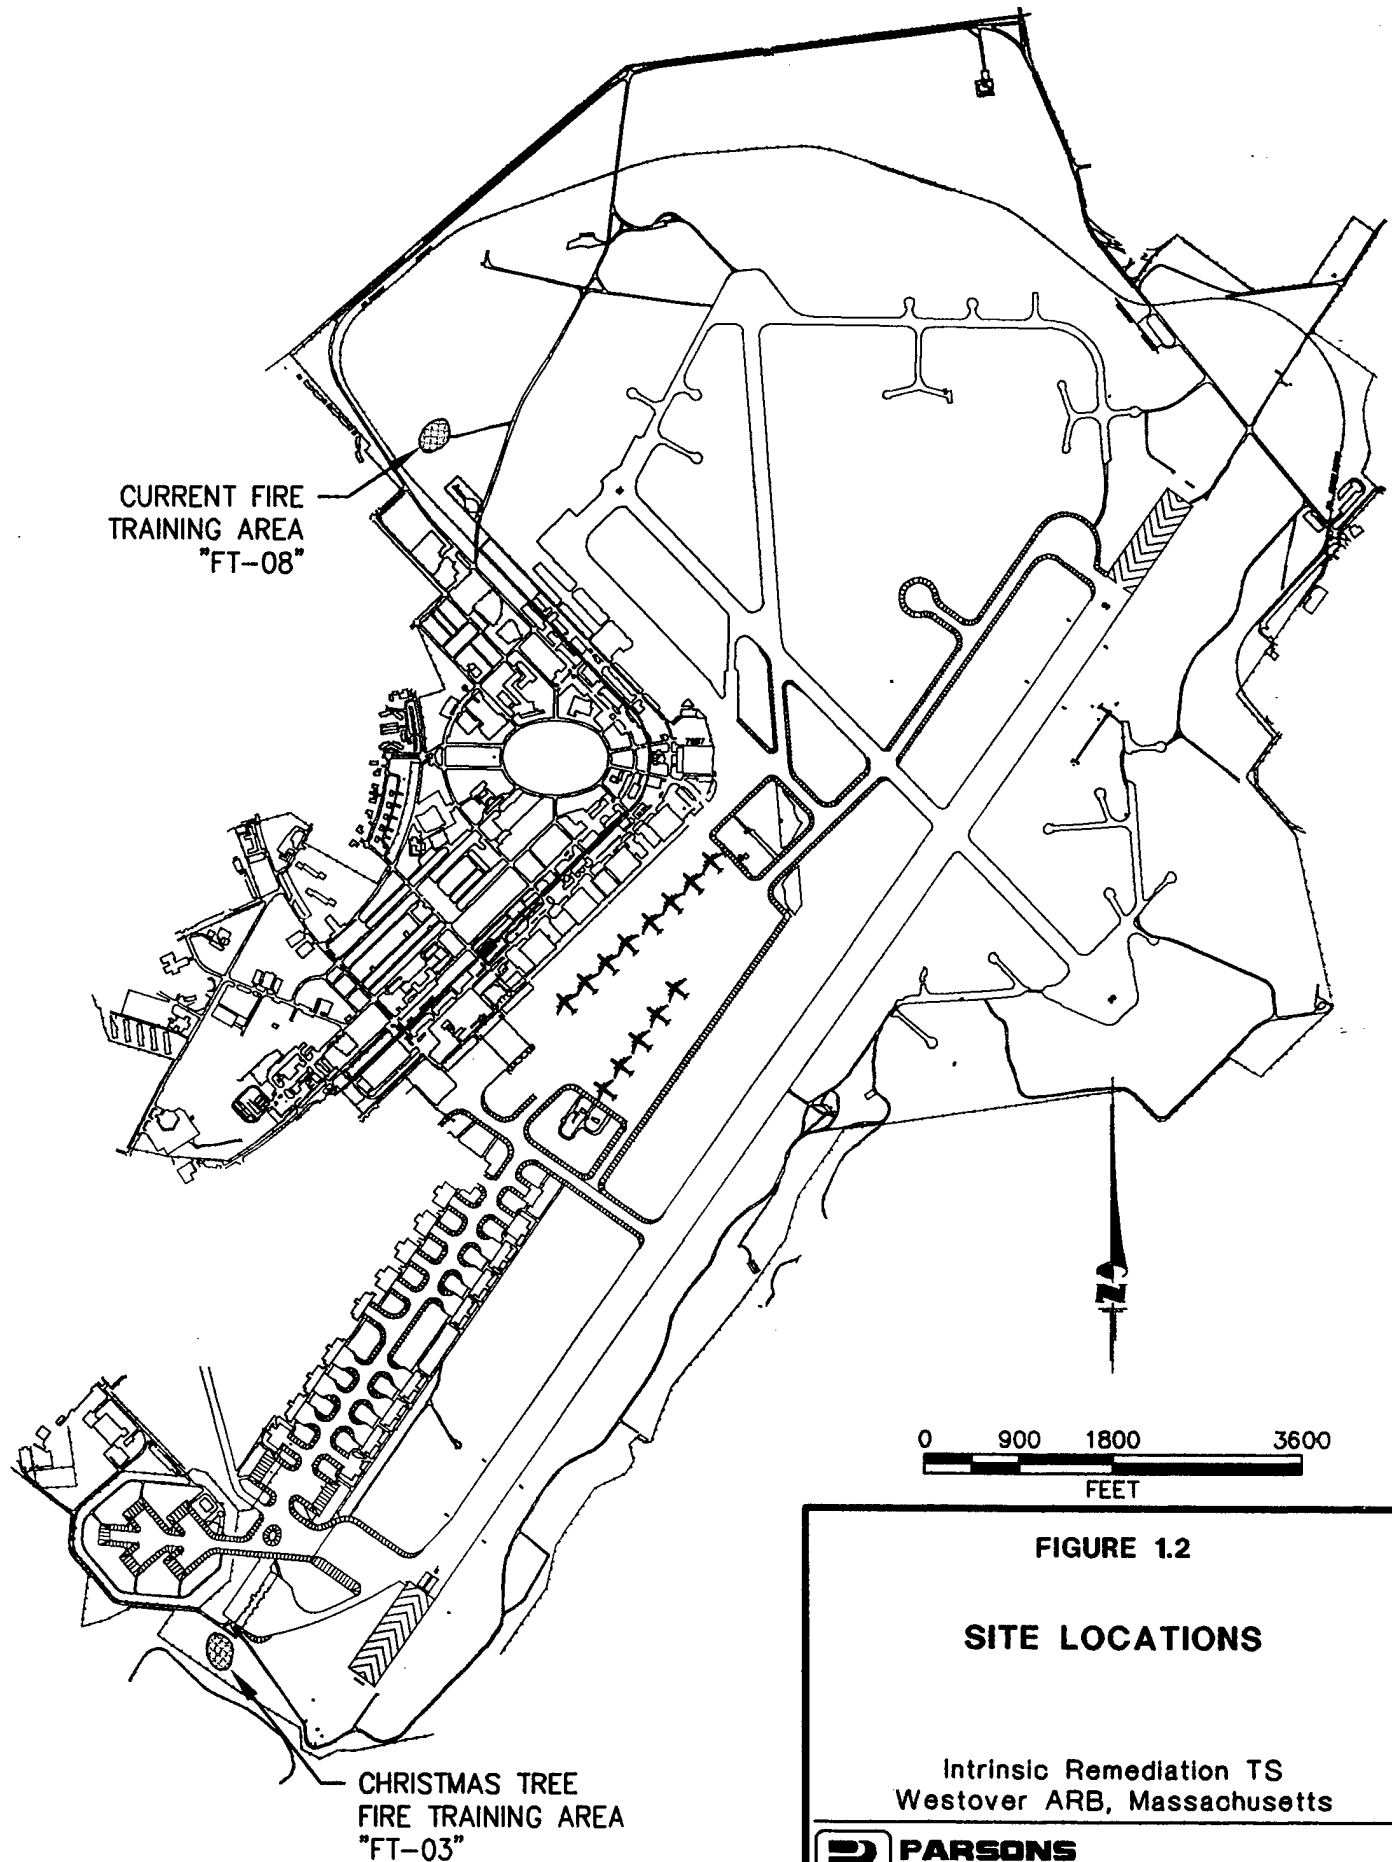 CURRENT FIRE
TRAINING AREA
"FT-08"
0 900 1800 3600
FEET
FIGURE 1.2
SITE LOCATIONS
Intrinsic Remediation TS
Westover ARB, Massachusetts
PARSONS
CHRISTMAS TREE
FIRE TRAINING AREA
"FT-03"
N